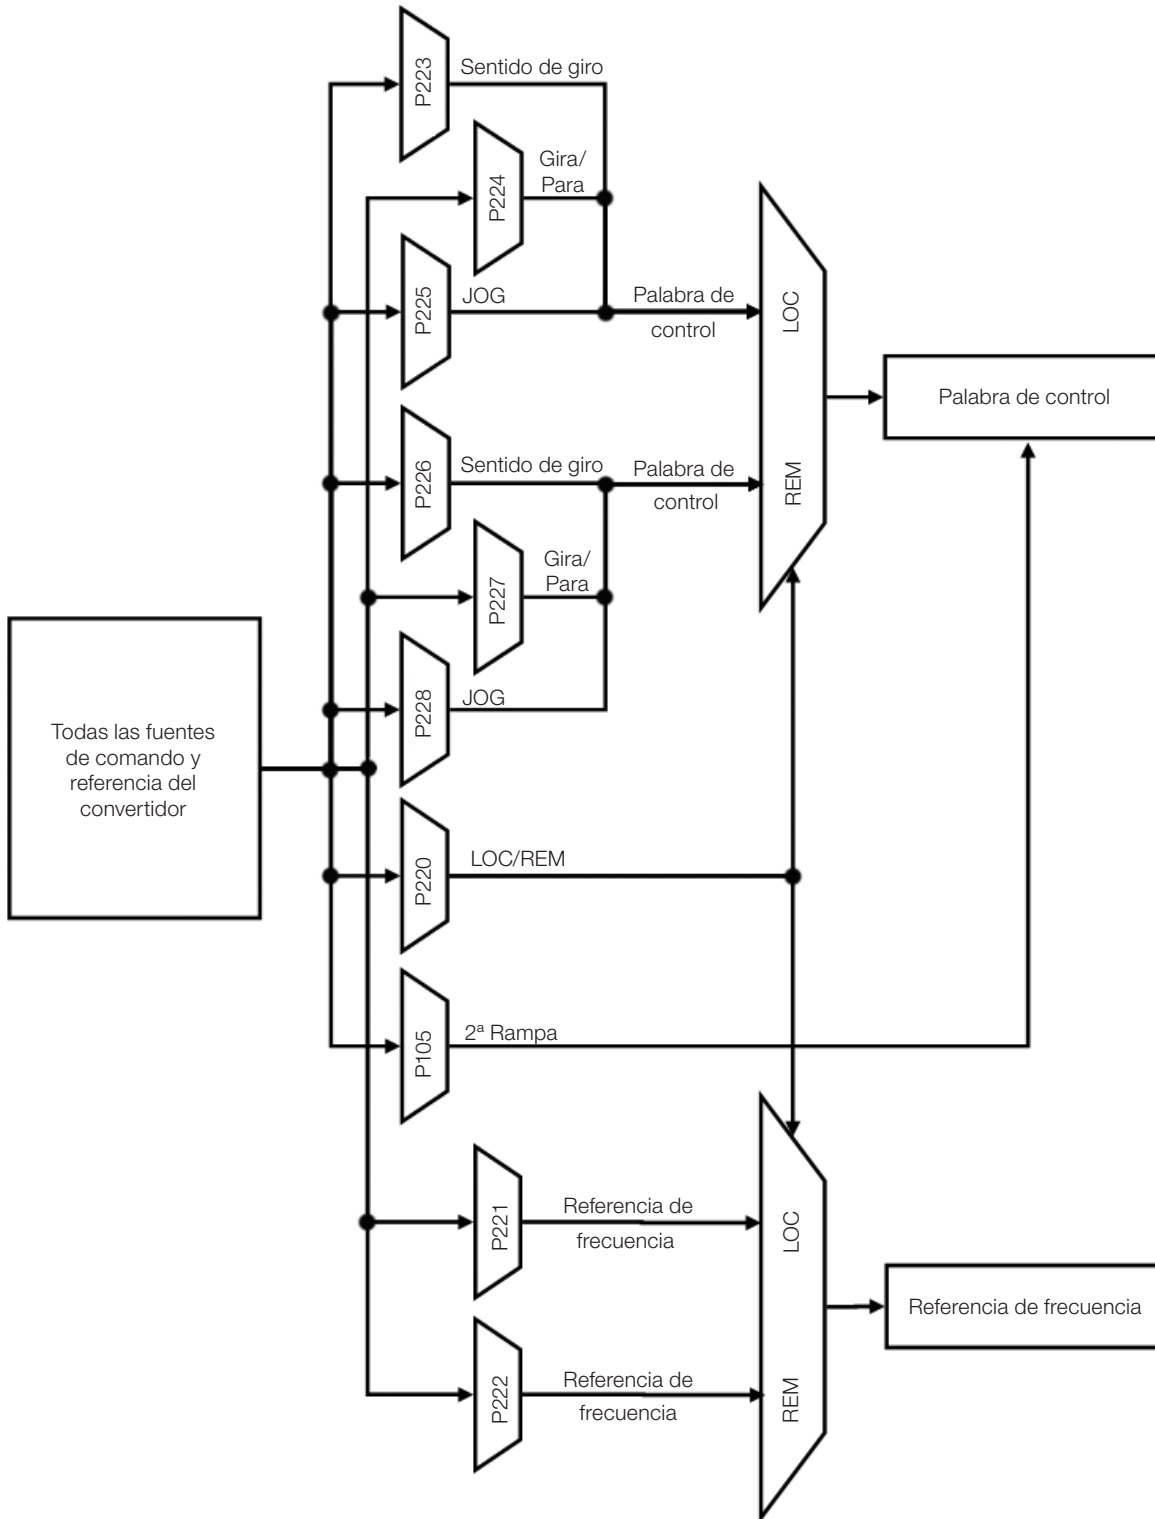 P223
Sentido de giro
P224
Gira/
Para
P225
JOG
Palabra de
control
LOC
REM
Palabra de control
P226
Sentido de giro
Palabra de
control
P227
Gira/
Para
P228
JOG
Todas las fuentes
de comando y
referencia del
convertidor
P220
LOC/REM
P105
2ª Rampa
P221
Referencia de
frecuencia
LOC
REM
Referencia de frecuencia
P222
Referencia de
frecuencia